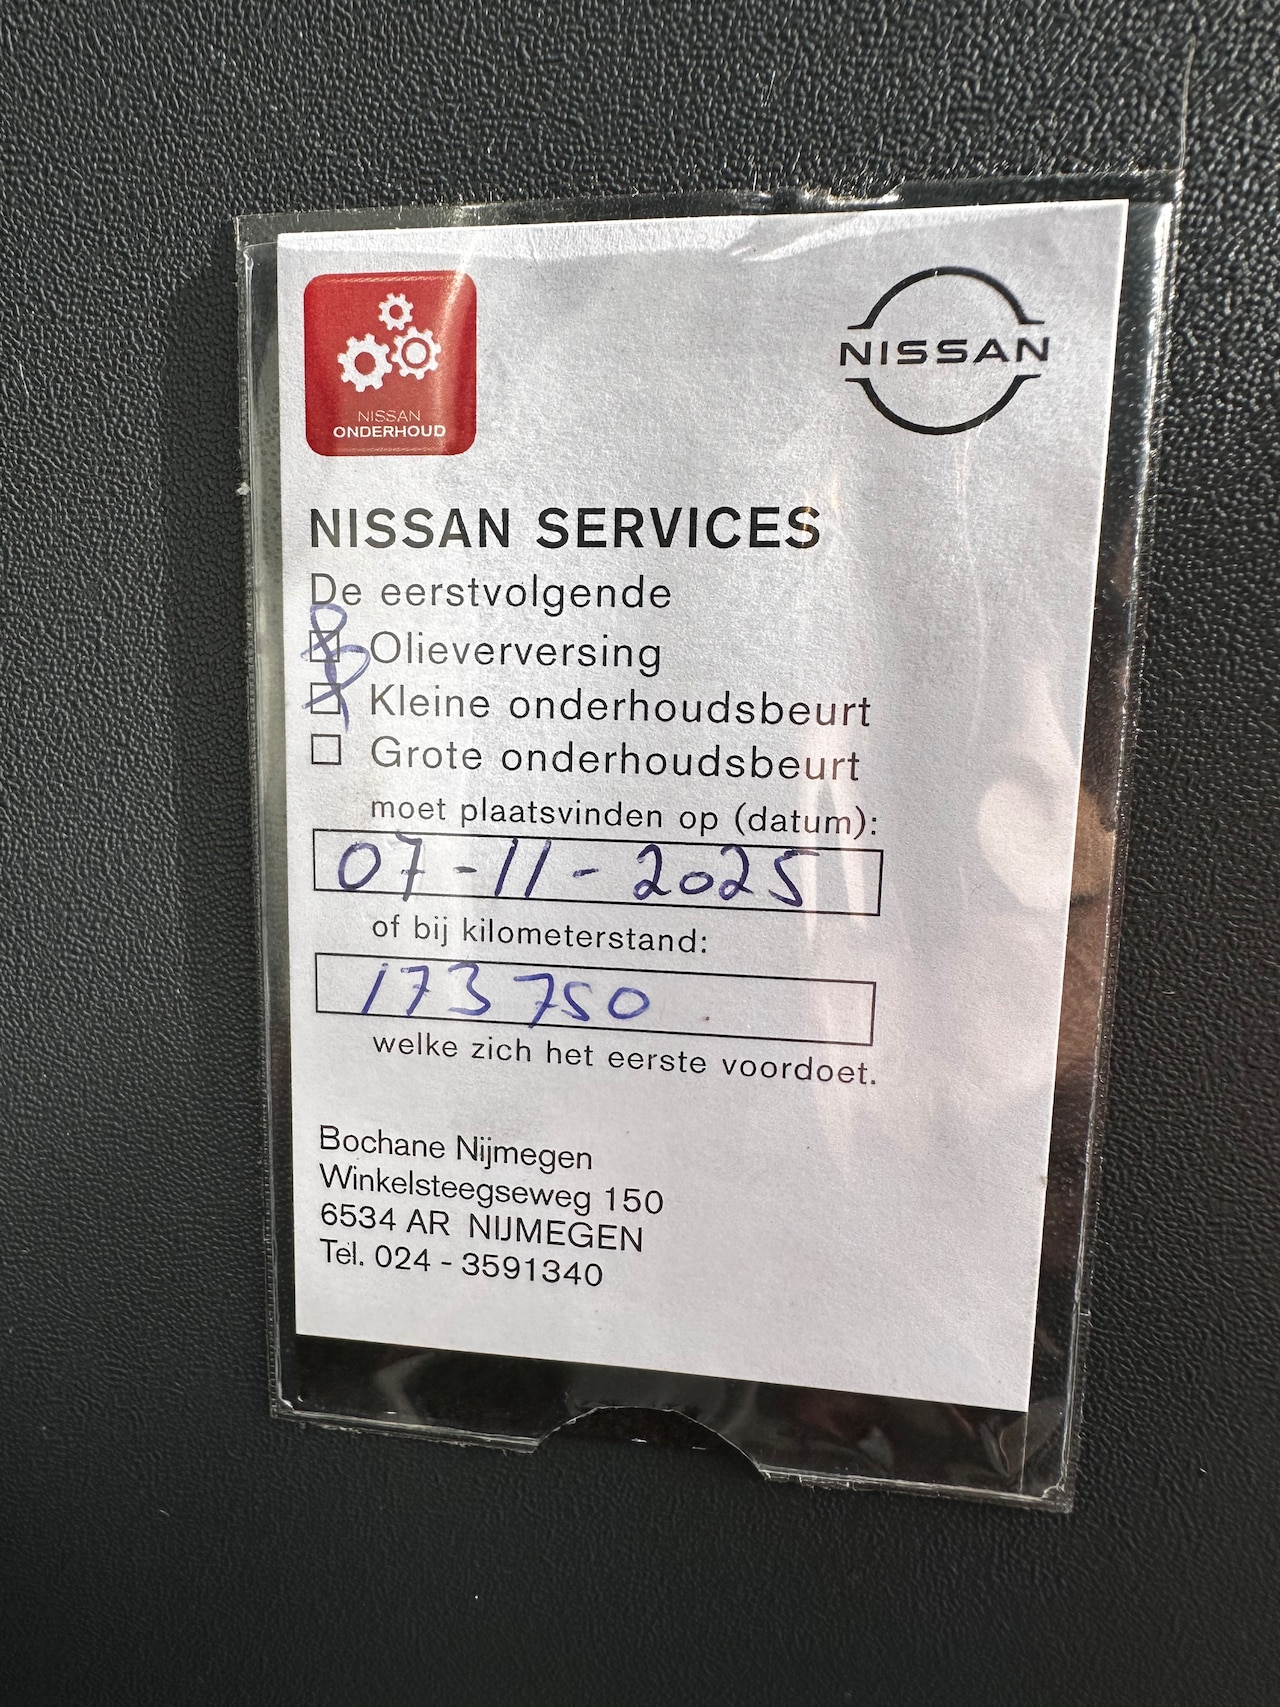 NISSAN
ONDERHOUD
NISSAN
NISSAN SERVICES
De eerstvolgende
Olieverversing
Kleine onderhoudsbeurt
Grote onderhoudsbeurt
moet plaatsvinden op (datum):
07-11-2025
of bij kilometerstand:
173750
welke zich het eerste voordoet.
Bochane Nijmegen
Winkelsteegseweg 150
6534 AR NIJMEGEN
Tel. 024 - 3591340